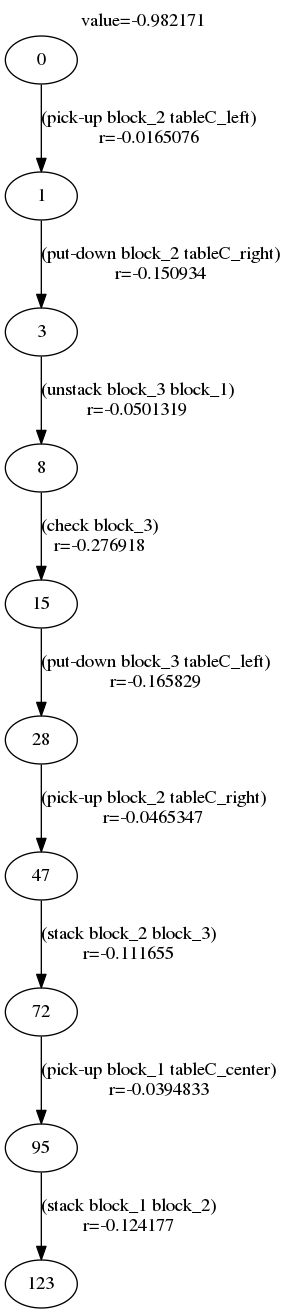 value=-0.982171
0
(pick-up block_2 tableC_left)
r=-0.0165076
1
(put-down block_2 tableC_right)
r=-0.150934
3
(unstack block_3 block_1)
r=-0.0501319
8
(check block_3)
r=-0.276918
15
(put-down block_3 tableC_left)
r=-0.165829
28
(pick-up block_2 tableC_right)
r=-0.0465347
47
(stack block_2 block_3)
r=-0.111655
72
(pick-up block_1 tableC_center)
r=-0.0394833
95
(stack block_1 block_2)
r=-0.124177
123